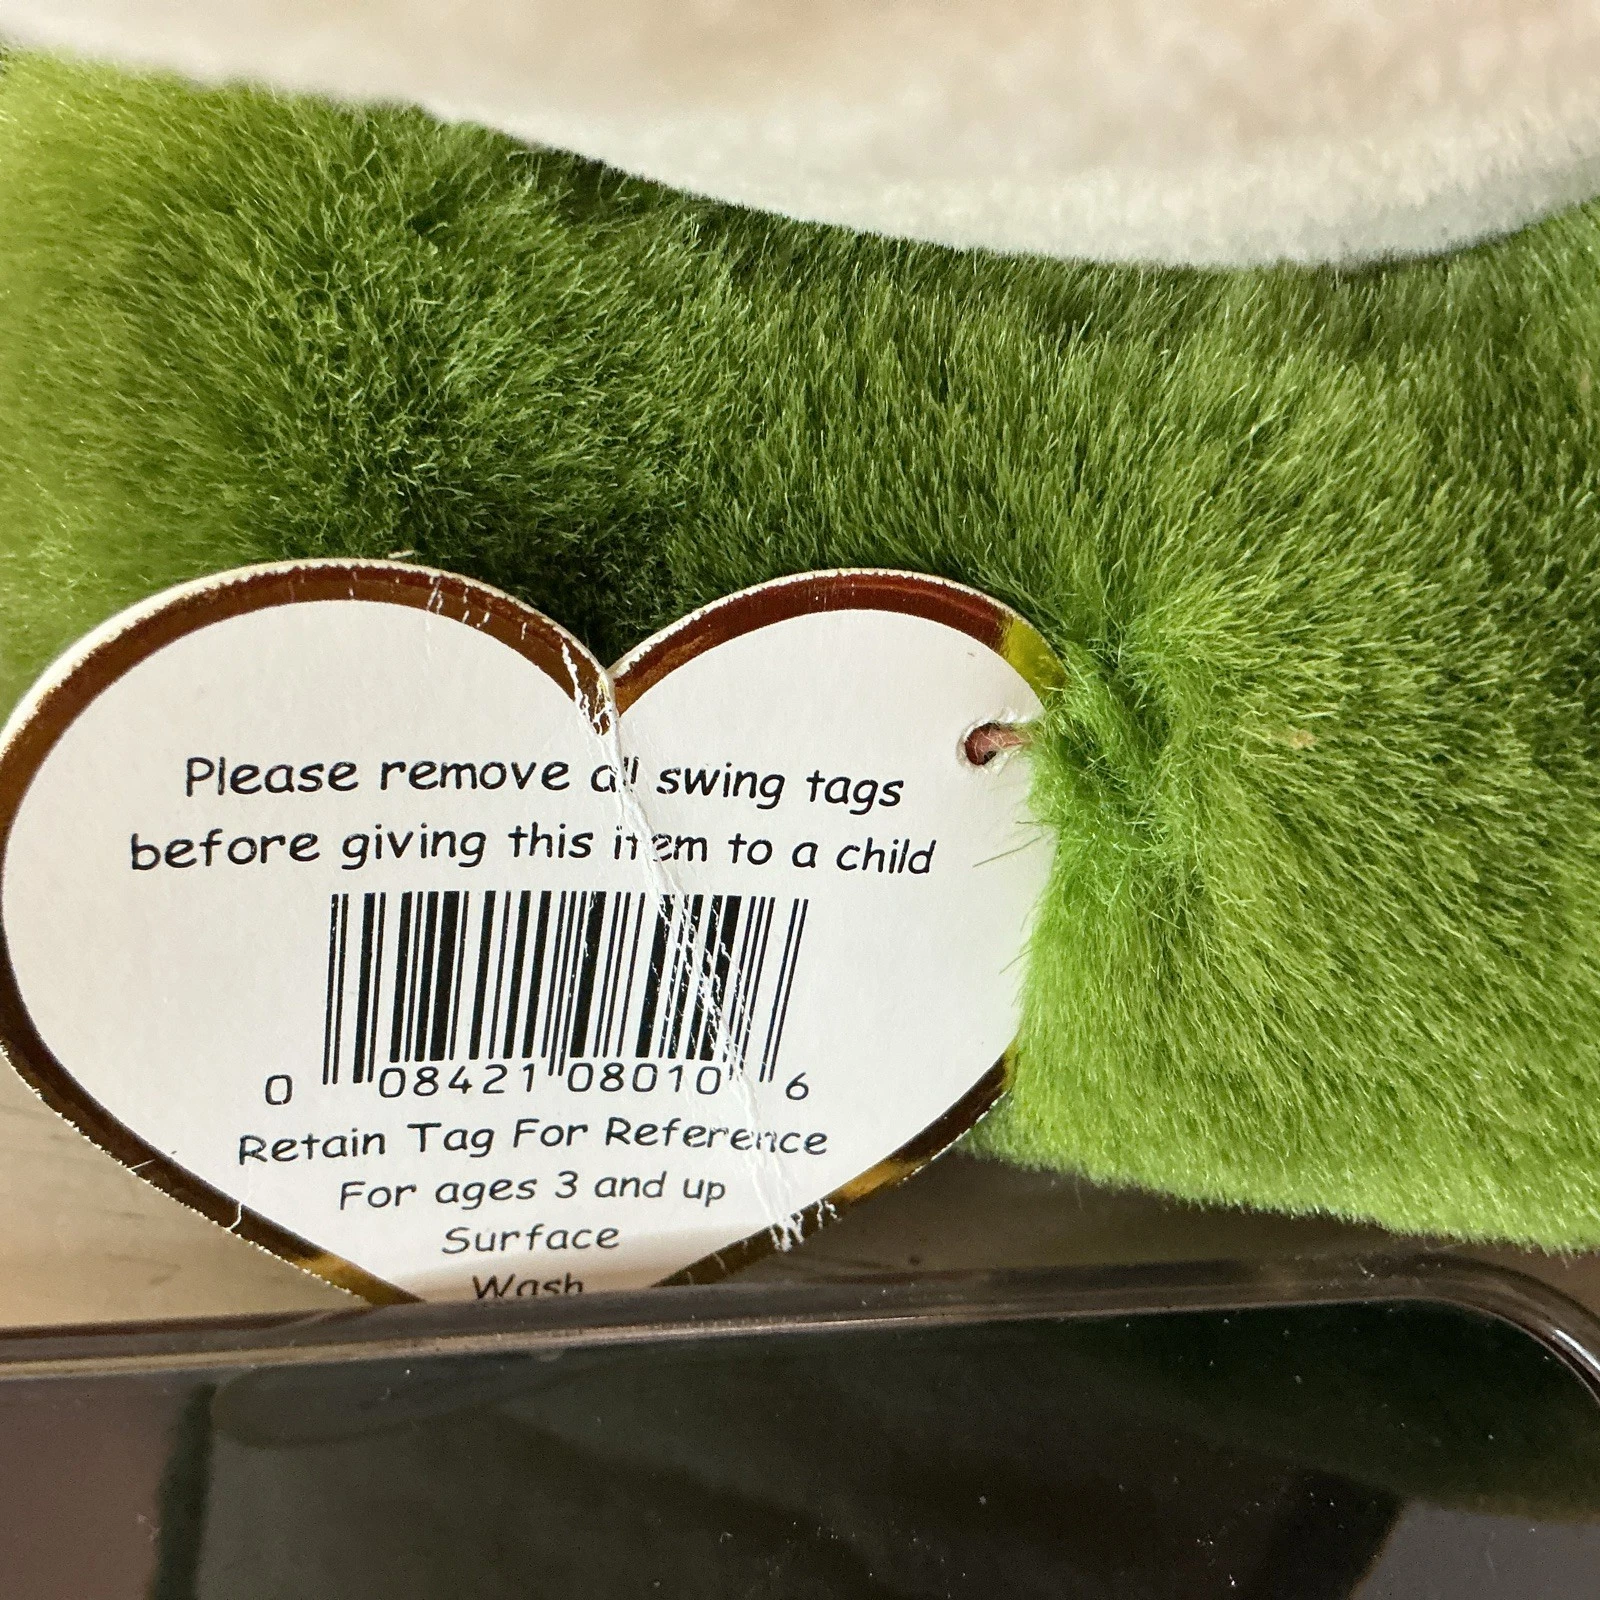 Please remove all swing tags
before giving this item to a child
0 08421 08010 6
Retain Tag For Reference
For ages 3 and up
Surface
Wash